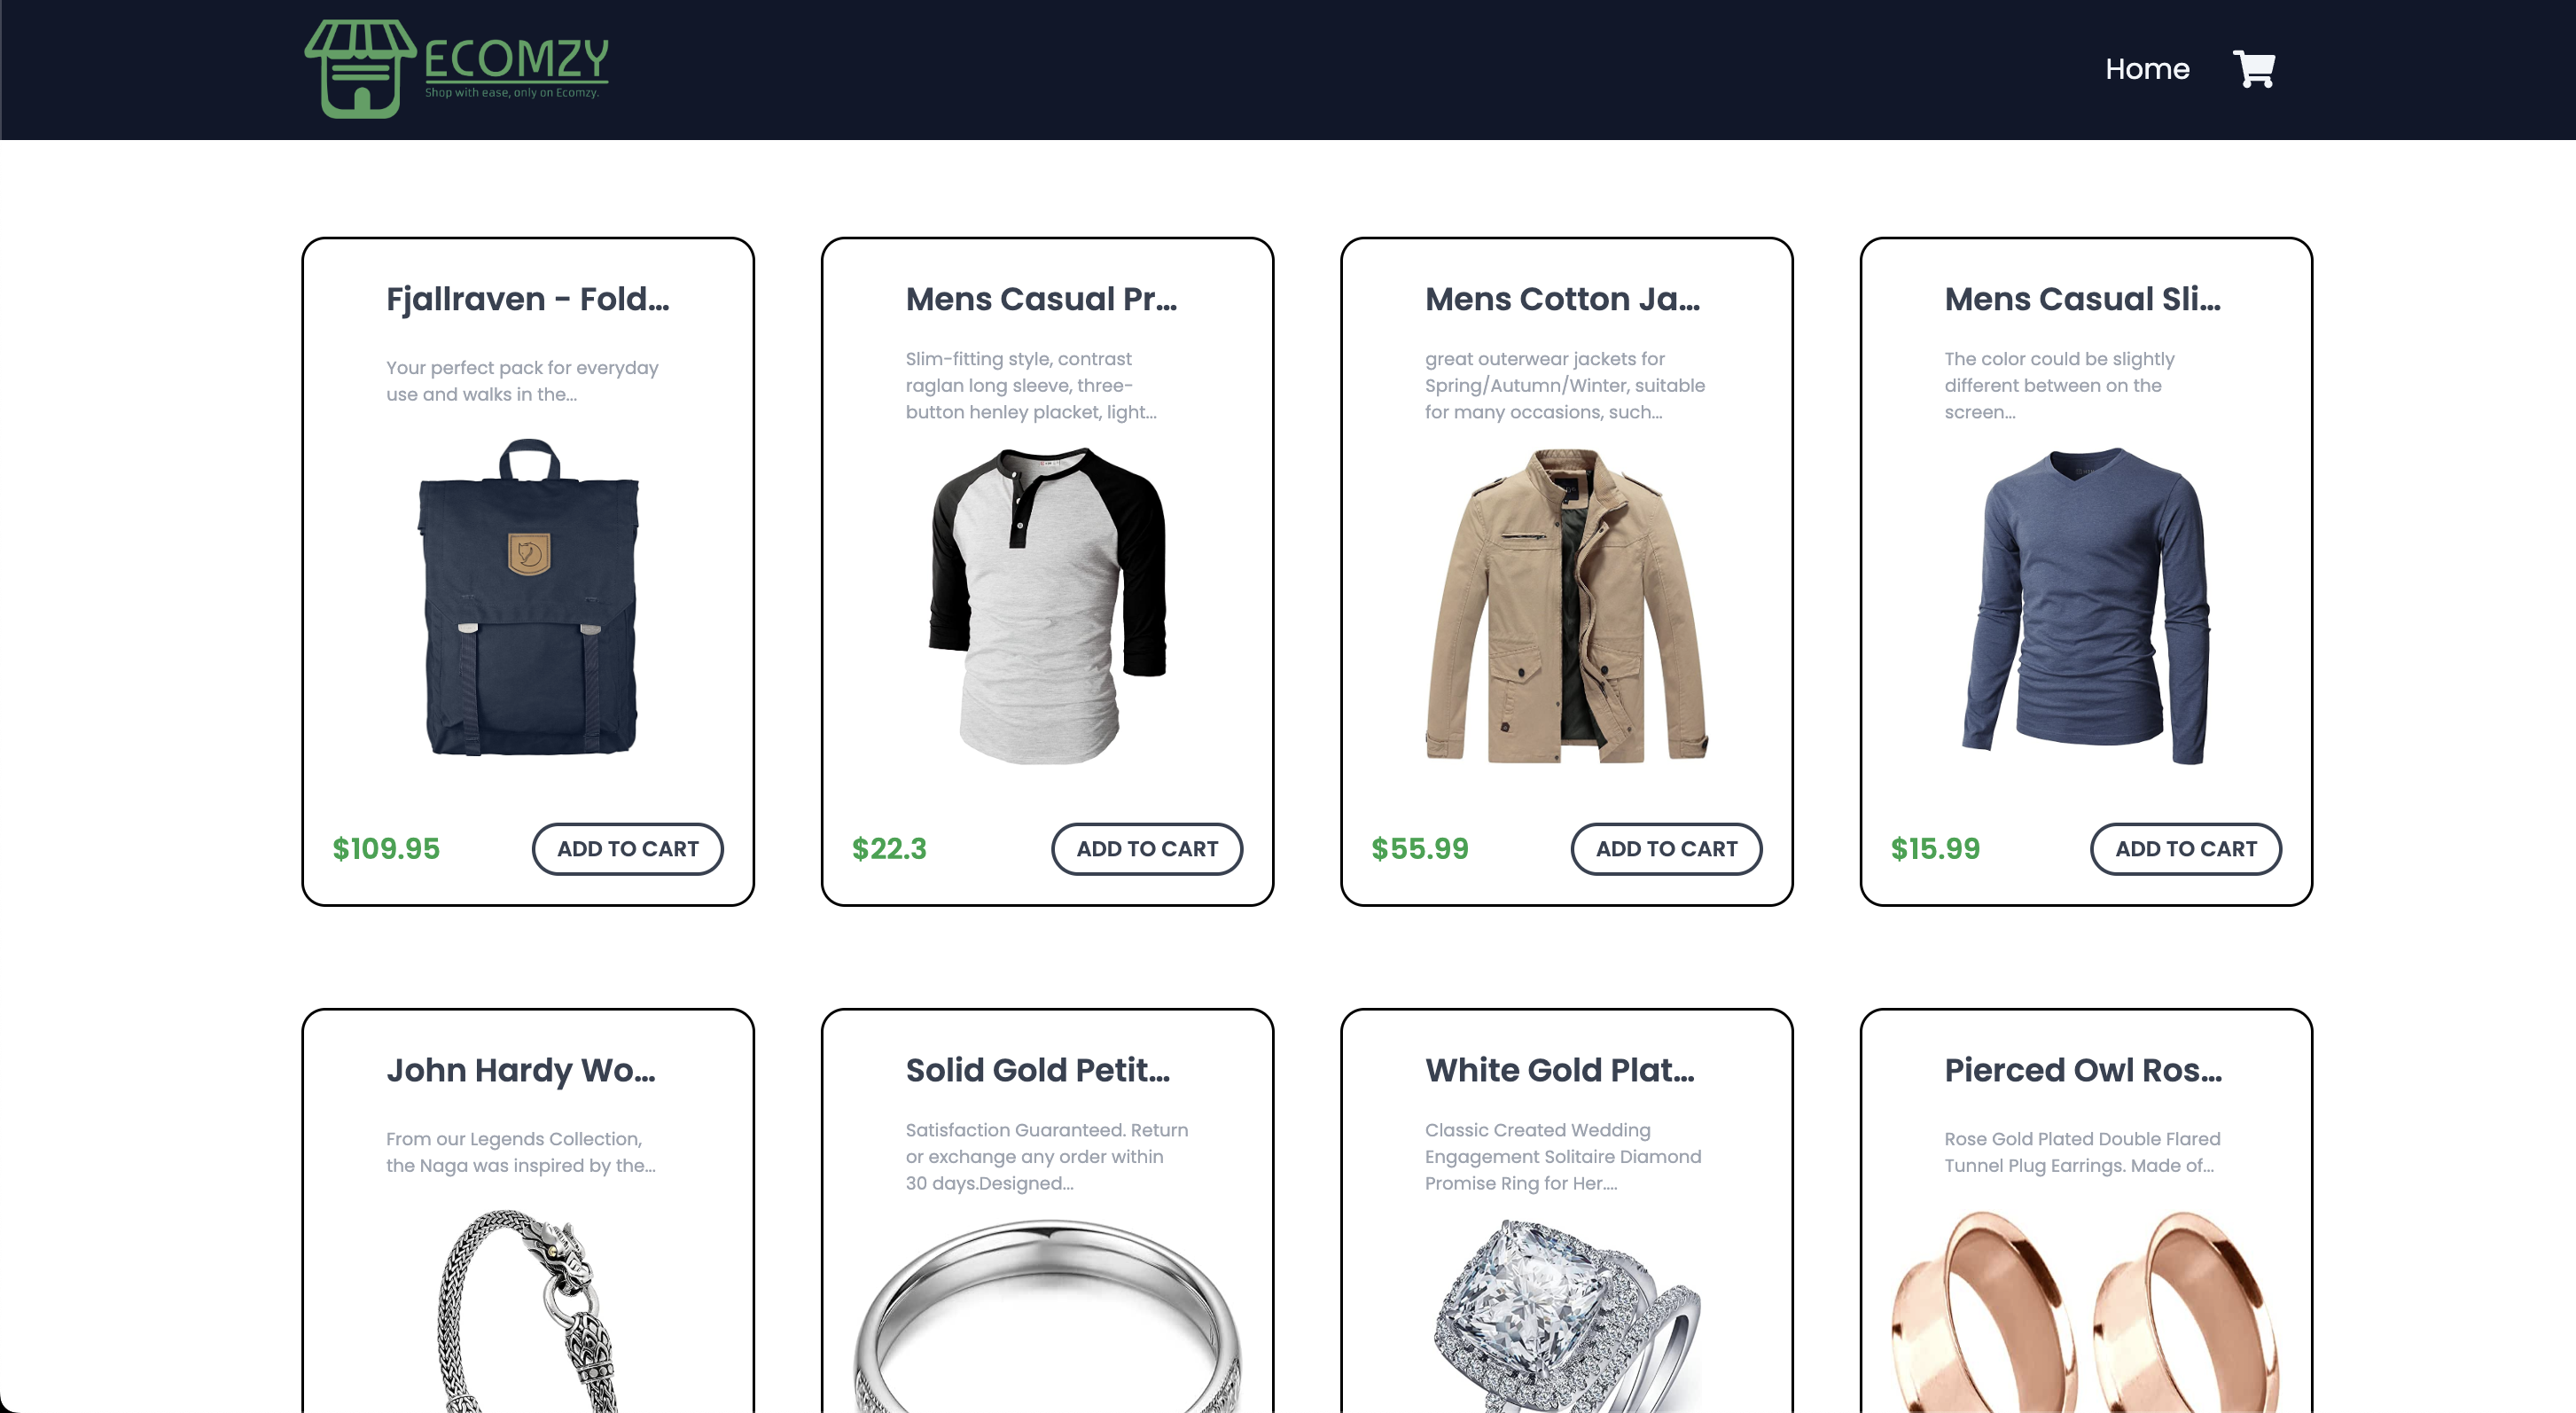 ECOMZY
Shop with ease, only on Ecomzy.
Home
Fjallraven - Fold...
Your perfect pack for everyday
use and walks in the...
$109.95
ADD TO CART
Mens Casual Pr...
Slim-fitting style, contrast
raglan long sleeve, three-
button henley placket, light...
$22.3
ADD TO CART
Mens Cotton Ja...
great outerwear jackets for
Spring/Autumn/Winter, suitable
for many occasions, such...
$55.99
ADD TO CART
Mens Casual Sli...
The color could be slightly
different between on the
screen...
$15.99
ADD TO CART
John Hardy Wo...
From our Legends Collection,
the Naga was inspired by the...
Solid Gold Petit...
Satisfaction Guaranteed. Return
or exchange any order within
30 days.Designed...
White Gold Plat...
Classic Created Wedding
Engagement Solitaire Diamond
Promise Ring for Her....
Pierced Owl Ros...
Rose Gold Plated Double Flared
Tunnel Plug Earrings. Made of...